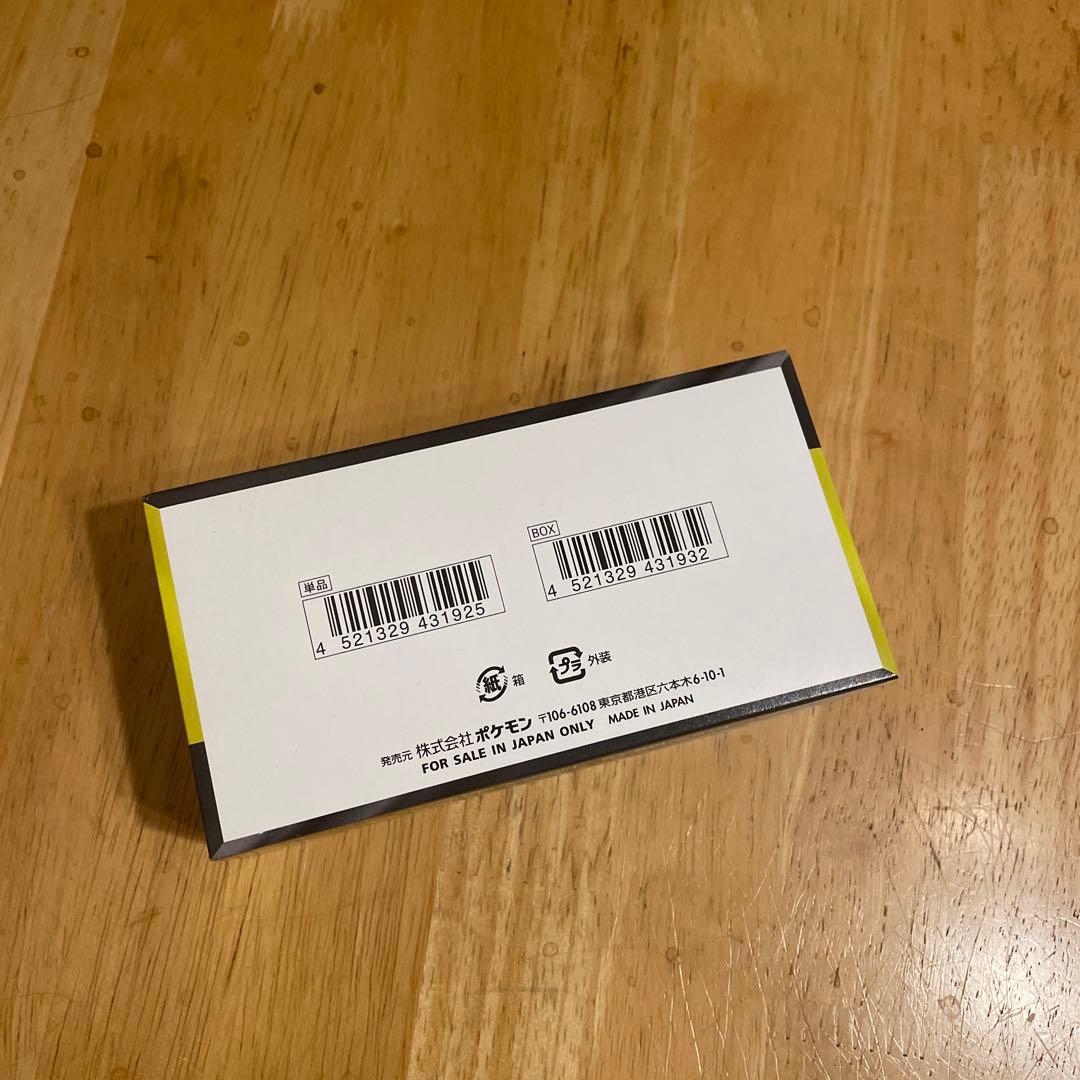 単品
4 521329 431925
BOX
4 521329 431932
紙 箱
プラ 外装
発売元 株式会社 ポケモン 〒106-6108 東京都港区六本木6-10-1
FOR SALE IN JAPAN ONLY MADE IN JAPAN